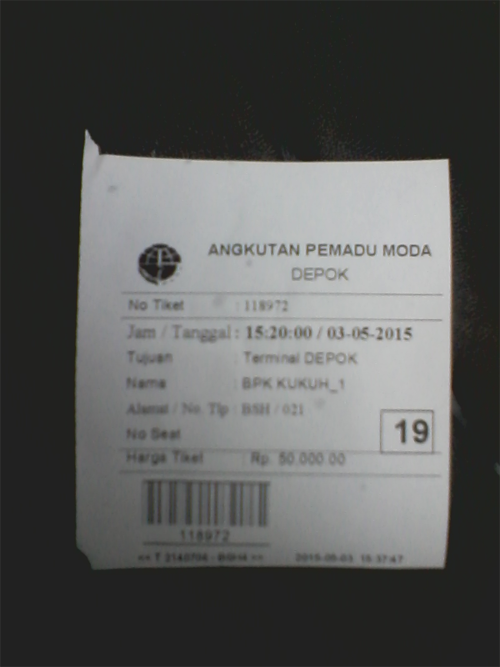 ANGKUTAN PEMADU MODA
DEPOK
No Tiket : 118972
Jam / Tanggal : 15:20:00 / 03-05-2015
Tujuan : Terminal DEPOK
Nama : BPK KUKUH_1
Alamat / No. Tlp : BSH / 021
No Seat 19
Harga Tiket : Rp. 50.000.00
118972
2015-05-03 15:37:47